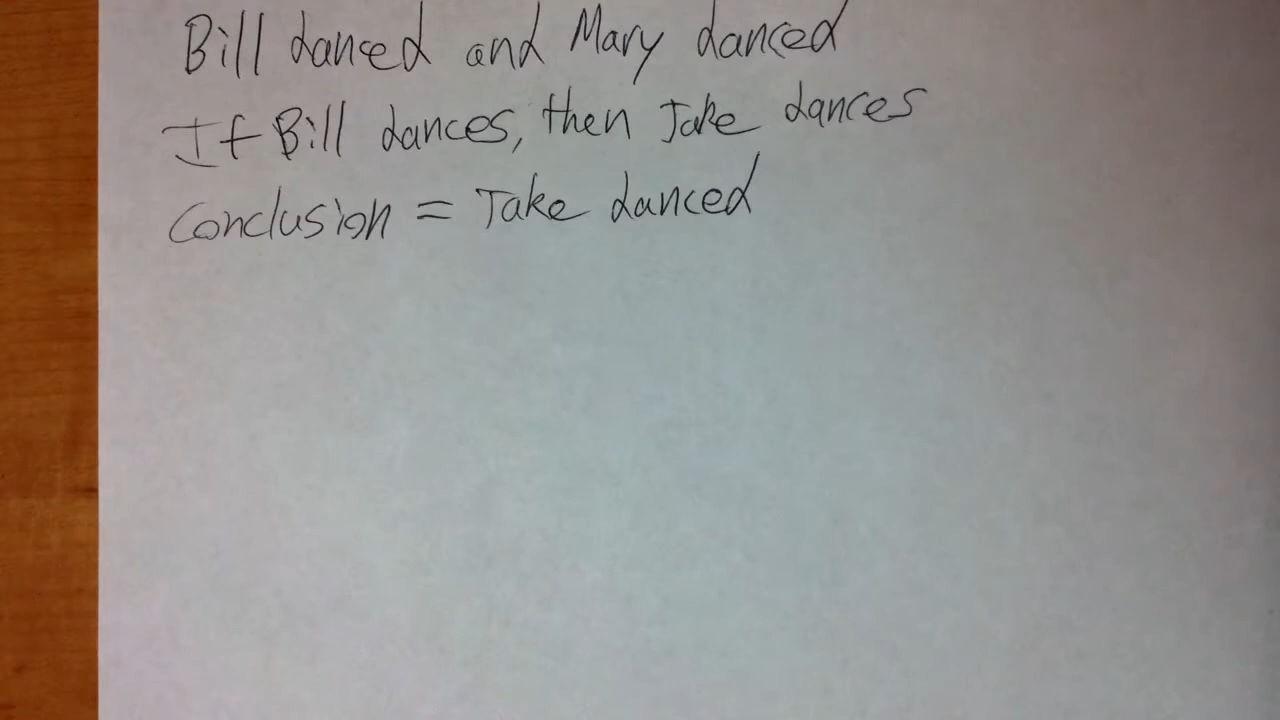 Bill danced and Mary danced
If Bill dances, then Jake dances
Conclusion = Jake danced